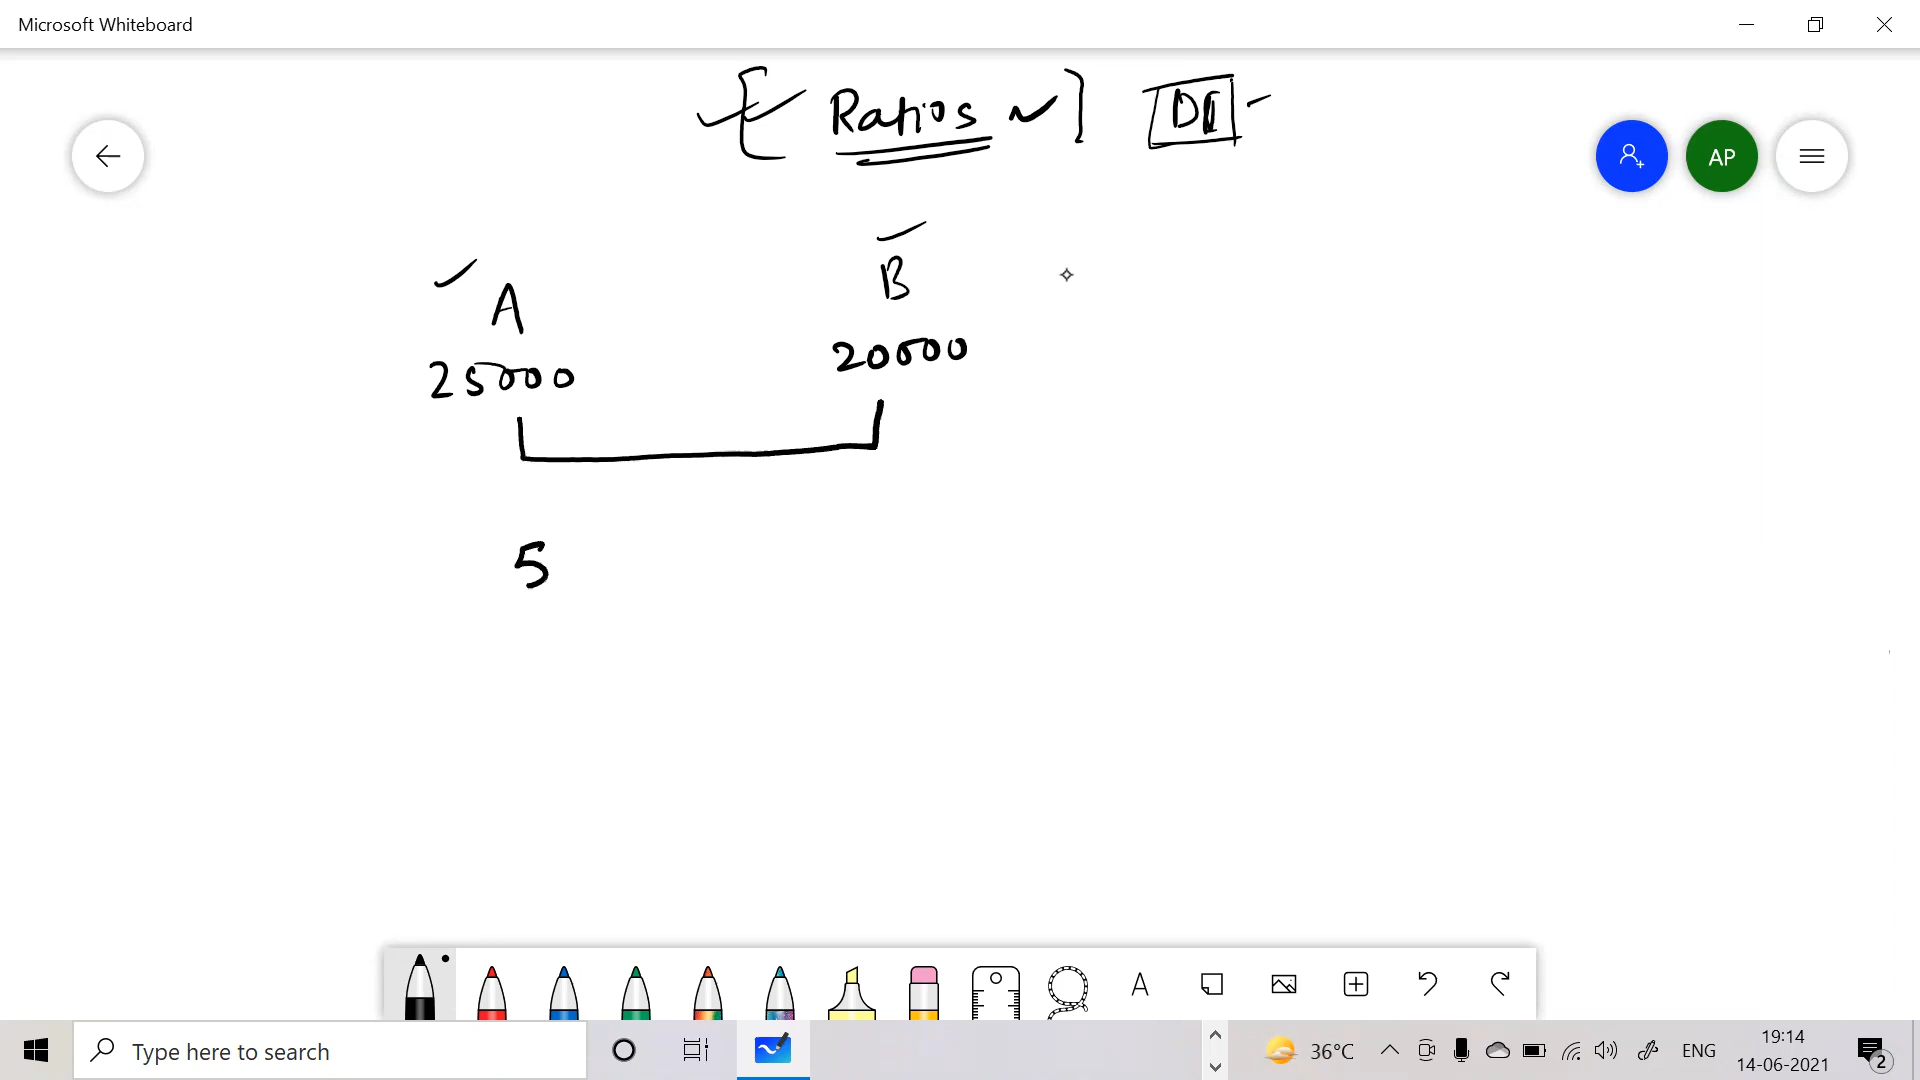 Microsoft Whiteboard
Ratios
DI
AP
A
B
25000
20000
5
A
Type here to search
36°C
ENG
19:14
14-06-2021
2